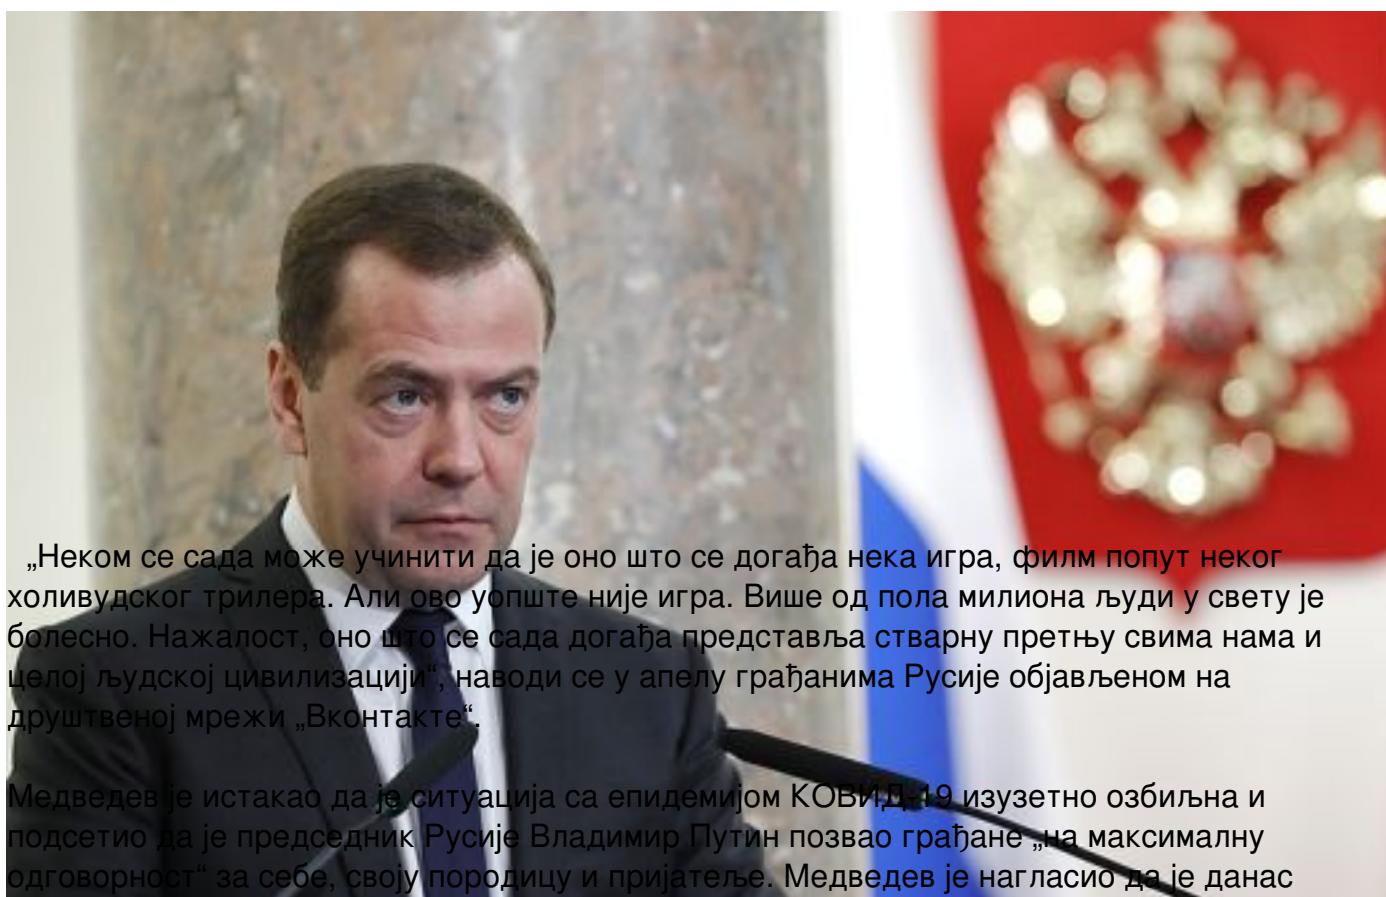 „Неком се сада може учинити да је оно што се догађа нека игра, филм попут неког
холивудског трилера. Али ово уопште није игра. Више од пола милиона људи у свету је
болесно. Нажалост, оно што се сада догађа представља стварну претњу свима нама и
целој људској цивилизацији“, наводи се у апелу грађанима Русије објављеном на
друштвеној мрежи „Вконтакте“.
Медведев је истакао да је ситуација са епидемијом КОВИД-19 изузетно озбиљна и
подсетио да је председник Русије Владимир Путин позвао грађане „на максималну
одговорност“ за себе, своју породицу и пријатеље. Медведев је нагласио да је данас